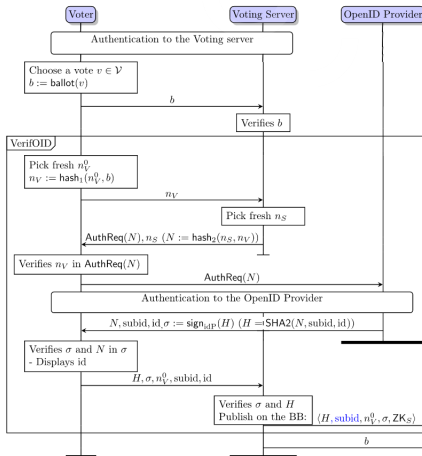 Voter
Voting Server
OpenID Provider
Authentication to the Voting server
Choose a vote v ∈ 𝒱
b := ballot(v)
b
Verifies b
VerifOID
Pick fresh n_V^0
n_V := hash_1(n_V^0, b)
n_V
Pick fresh n_S
AuthReq(N), n_S (N := hash_2(n_S, n_V))
Verifies n_V in AuthReq(N)
AuthReq(N)
Authentication to the OpenID Provider
N, subid, id, σ := sign_idP(H) (H = SHA2(N, subid, id))
Verifies σ and N in σ
- Displays id
H, σ, n_V^0, subid, id
Verifies σ and H
Publish on the BB: ⟨H, subid, n_V^0, σ, ZK_S⟩
b